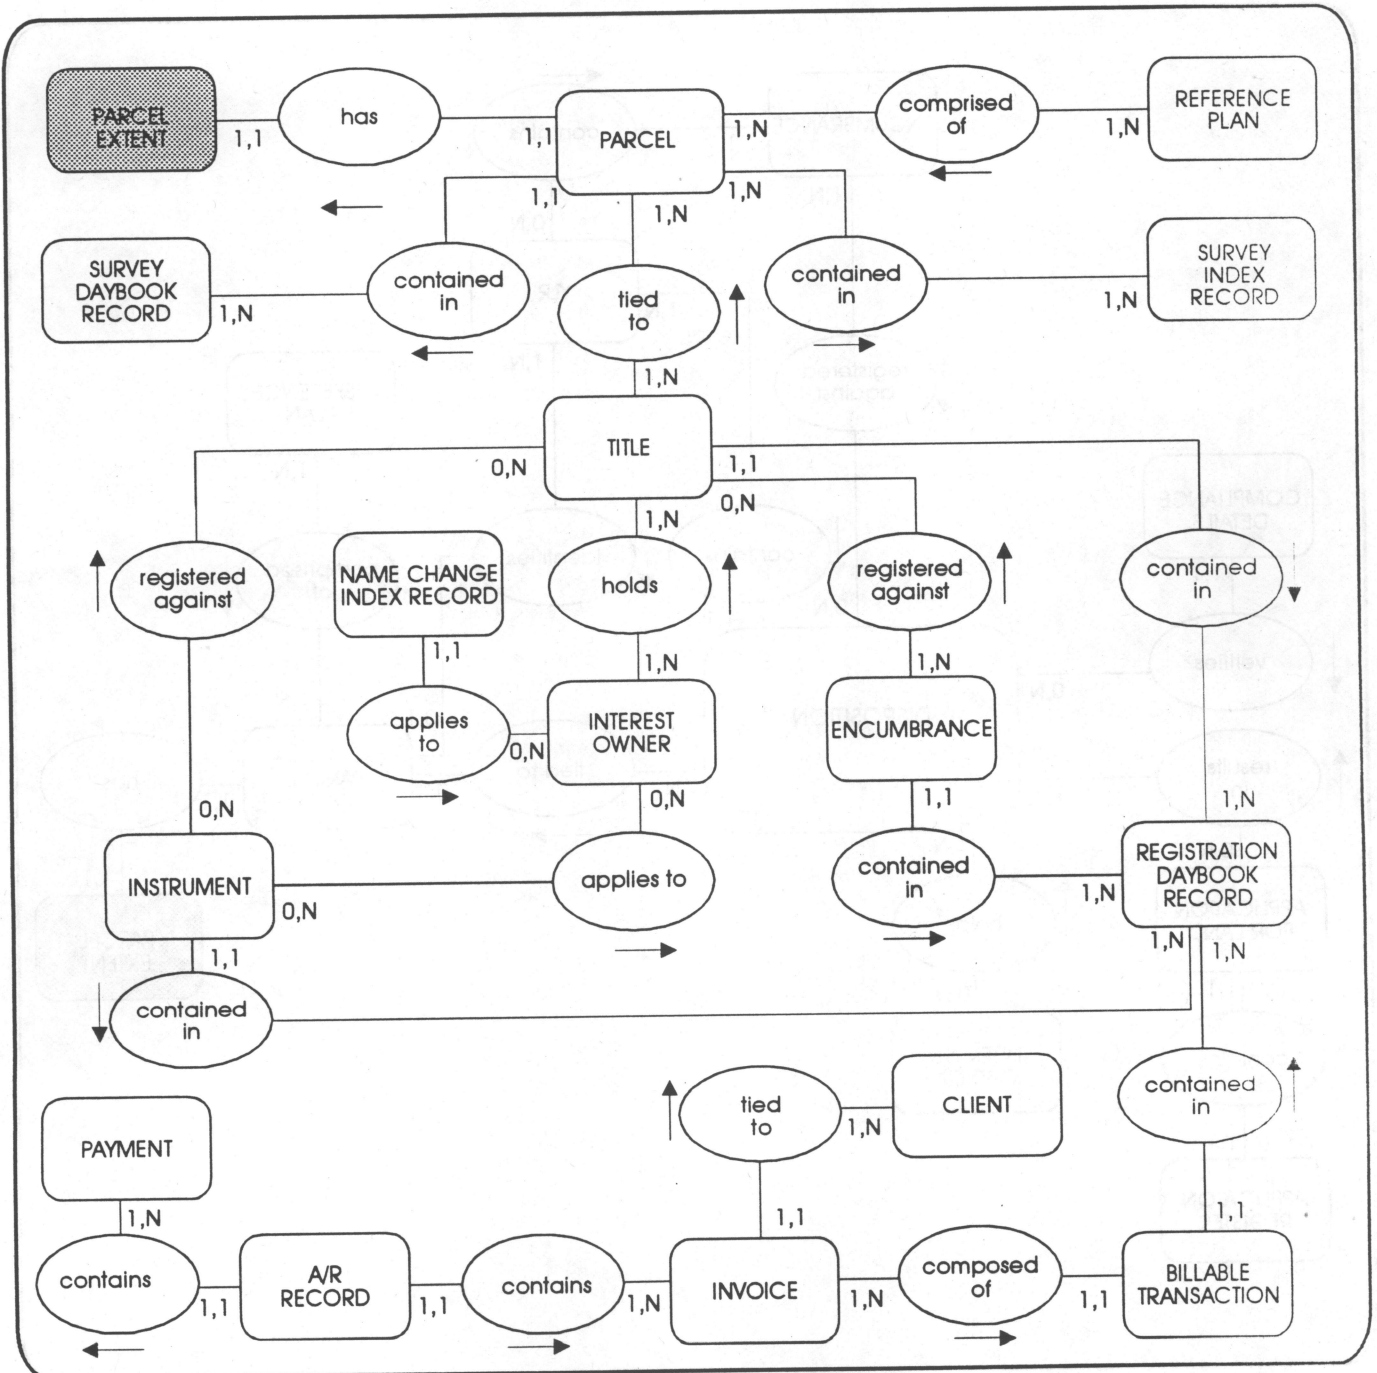 PARCEL
EXTENT
1,1
has
1,1
PARCEL
1,N
comprised
of
1,N
REFERENCE
PLAN
1,1
1,N
1,N
SURVEY
DAYBOOK
RECORD
1,N
contained
in
tied
to
contained
in
1,N
SURVEY
INDEX
RECORD
1,N
TITLE
0,N
1,1
0,N
1,N
registered
against
NAME CHANGE
INDEX RECORD
holds
registered
against
contained
in
1,1
1,N
1,N
applies
to
0,N
INTEREST
OWNER
ENCUMBRANCE
0,N
0,N
1,1
1,N
INSTRUMENT
0,N
applies to
contained
in
1,N
REGISTRATION
DAYBOOK
RECORD
1,1
1,N
1,N
contained
in
contained
in
PAYMENT
tied
to
1,N
CLIENT
1,N
1,1
1,1
contains
1,1
A/R
RECORD
1,1
contains
1,N
INVOICE
1,N
composed
of
1,1
BILLABLE
TRANSACTION